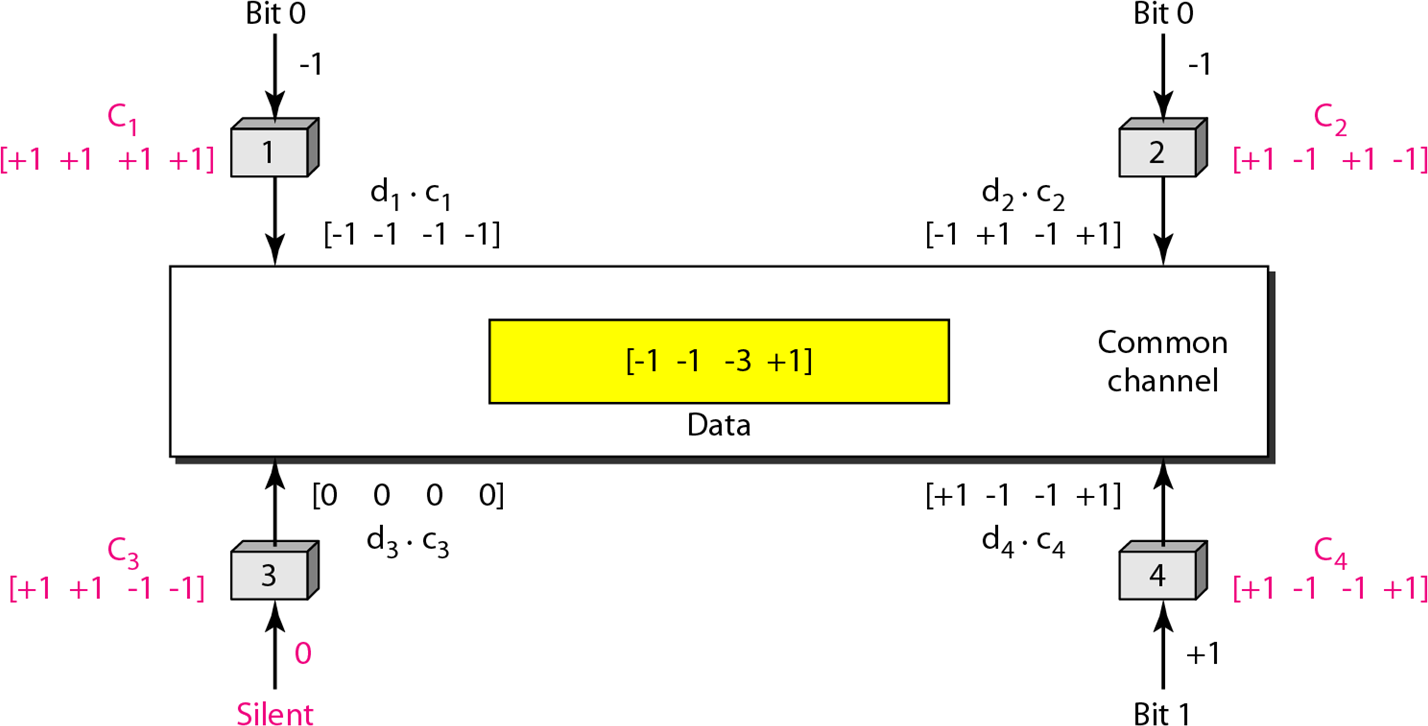 Bit 0
Bit 0
-1
-1
C1
C2
[+1 +1 +1 +1]
1
2
[+1 -1 +1 -1]
d1 . c1
d2 . c2
[-1 -1 -1 -1]
[-1 +1 -1 +1]
[-1 -1 -3 +1]
Common
channel
Data
[0 0 0 0]
[+1 -1 -1 +1]
d3 . c3
d4 . c4
C3
C4
[+1 +1 -1 -1]
3
4
[+1 -1 -1 +1]
0
+1
Silent
Bit 1